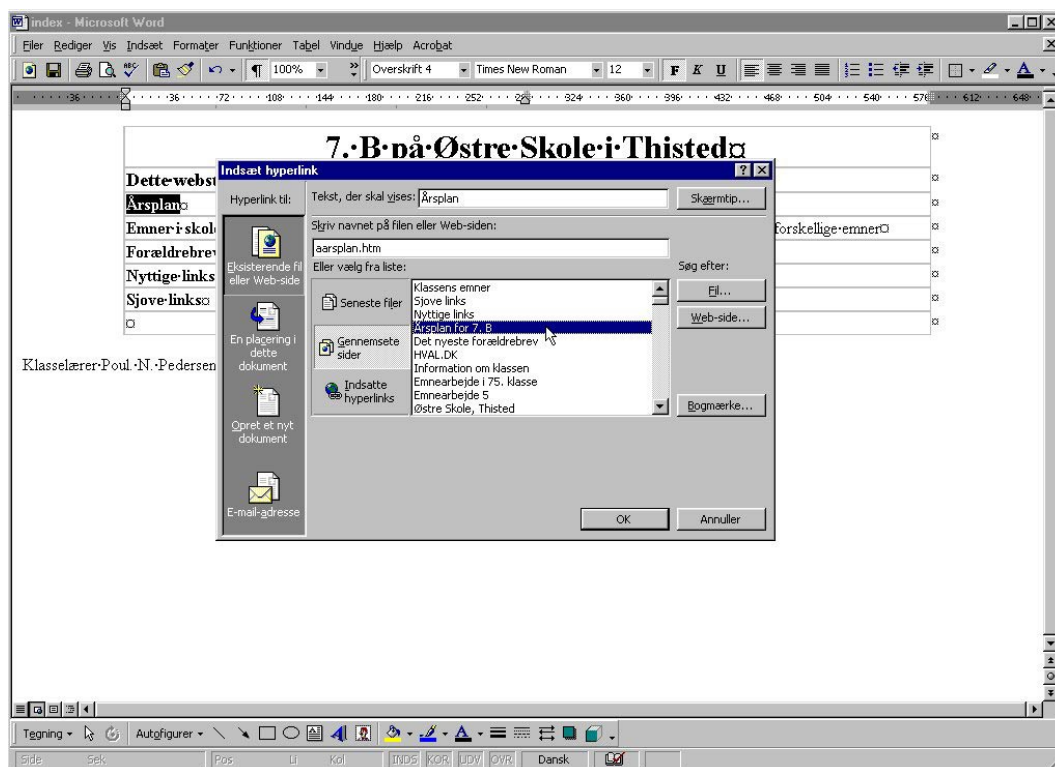 index - Microsoft Word
Filer Rediger Vis Indsæt Formater Funktioner Tabel Vindue Hjælp Acrobat
100% Overskrift 4 Times New Roman 12 F K U
36 36 72 108 144 180 216 252 324 360 396 432 468 504 540 576 612 648
7.·B·på·Østre·Skole·i·Thisted¤
Dette·webst
Årsplan¤
Emner·i·skol forskellige·emner¤
Forældrebrev
Nyttige·links
Sjove·links¤
Klasselærer·Poul·N.·Pedersen
Indsæt hyperlink
Hyperlink til:
Tekst, der skal vises: Årsplan
Skærmtip...
Skriv navnet på filen eller Web-siden:
aarsplan.htm
Eller vælg fra liste:
Søg efter:
Eksisterende fil
eller Web-side
En placering i
dette
dokument
Opret et nyt
dokument
E-mail-adresse
Seneste filer
Gennemsete
sider
Indsatte
hyperlinks
Klassens emner
Sjove links
Nyttige links
Årsplan for 7. B
Det nyeste forældrebrev
HVAL.DK
Information om klassen
Emnearbejde i 75. klasse
Emnearbejde 5
Østre Skole, Thisted
Fil...
Web-side...
Bogmærke...
OK
Annuller
Tegning Autofigurer
Side Sek. Pos Li Kol INDS KOR UDV OVR Dansk